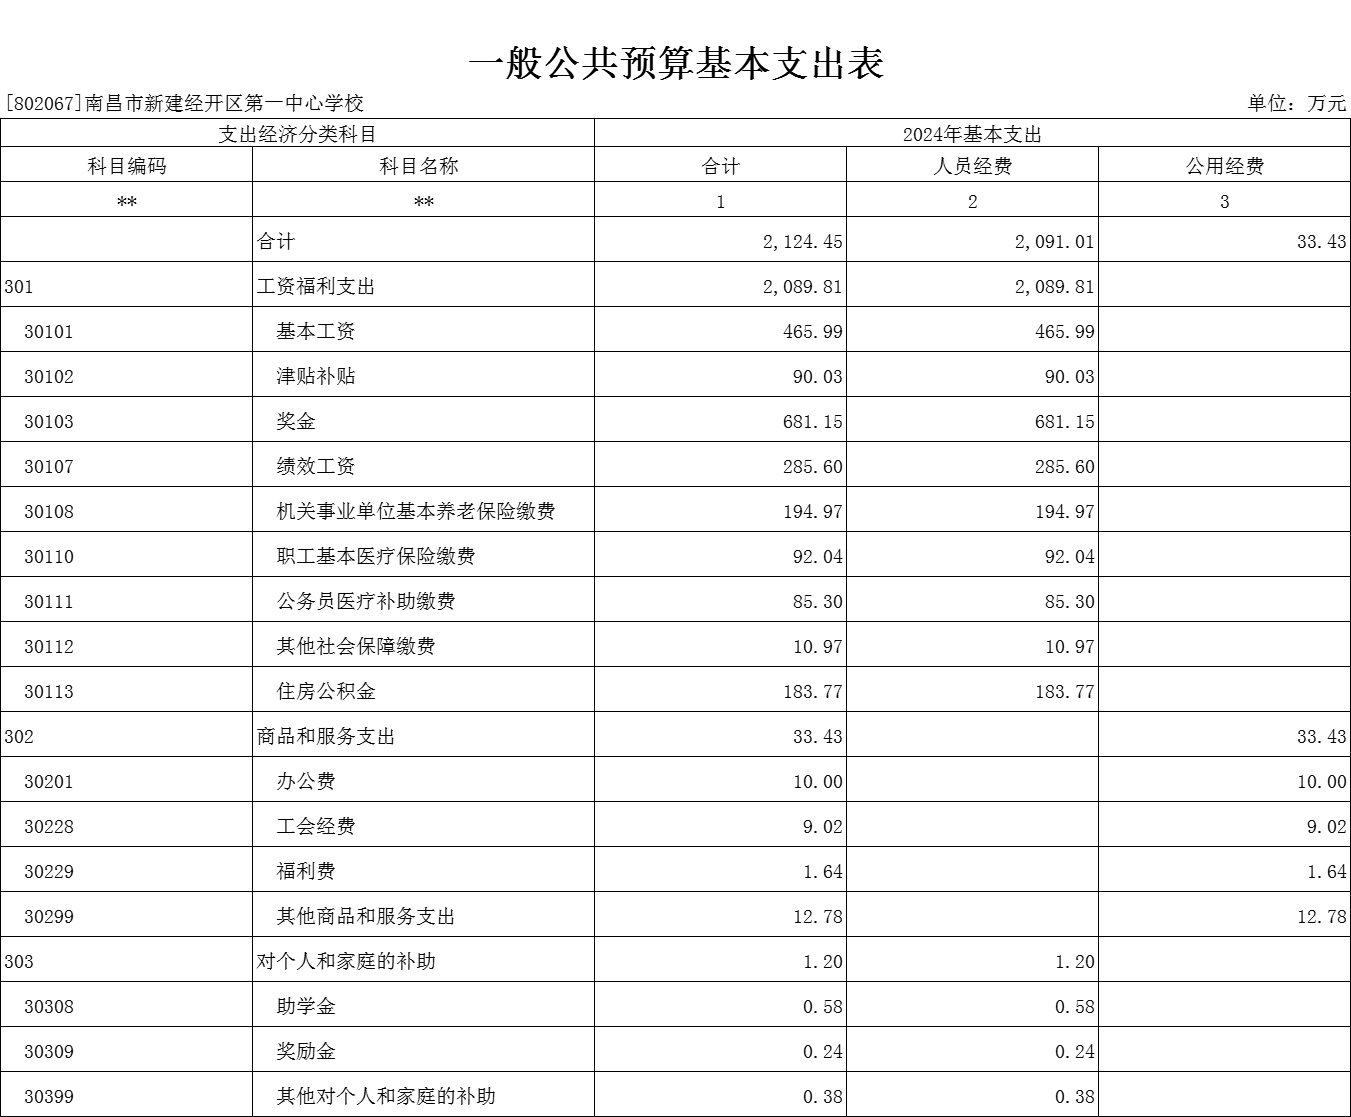 一般公共预算基本支出表
[802067]南昌市新建经开区第一中心学校 单位：万元
支出经济分类科目 2024年基本支出
科目编码 科目名称 合计 人员经费 公用经费
** ** 1 2 3
合计 2,124.45 2,091.01 33.43
301 工资福利支出 2,089.81 2,089.81
30101 基本工资 465.99 465.99
30102 津贴补贴 90.03 90.03
30103 奖金 681.15 681.15
30107 绩效工资 285.60 285.60
30108 机关事业单位基本养老保险缴费 194.97 194.97
30110 职工基本医疗保险缴费 92.04 92.04
30111 公务员医疗补助缴费 85.30 85.30
30112 其他社会保障缴费 10.97 10.97
30113 住房公积金 183.77 183.77
302 商品和服务支出 33.43 33.43
30201 办公费 10.00 10.00
30228 工会经费 9.02 9.02
30229 福利费 1.64 1.64
30299 其他商品和服务支出 12.78 12.78
303 对个人和家庭的补助 1.20 1.20
30308 助学金 0.58 0.58
30309 奖励金 0.24 0.24
30399 其他对个人和家庭的补助 0.38 0.38